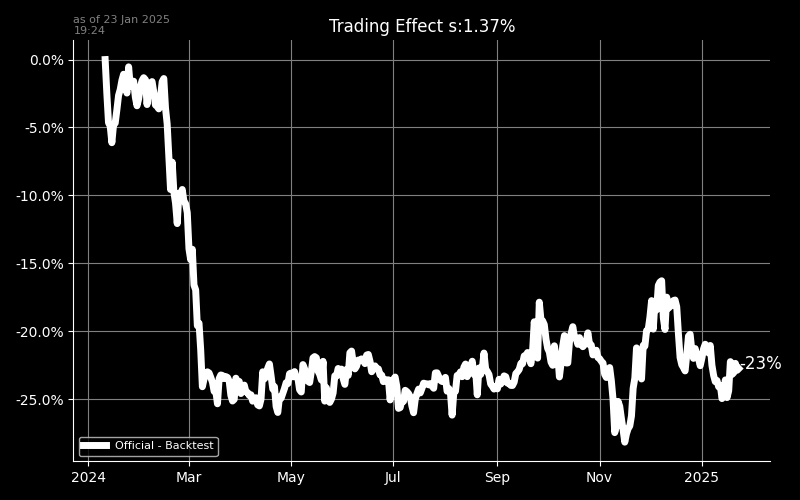 as of 23 Jan 2025
19:24
Trading Effect s:1.37%
0.0%
-5.0%
-10.0%
-15.0%
-20.0%
-25.0%
-23%
Official - Backtest
2024 Mar May Jul Sep Nov 2025